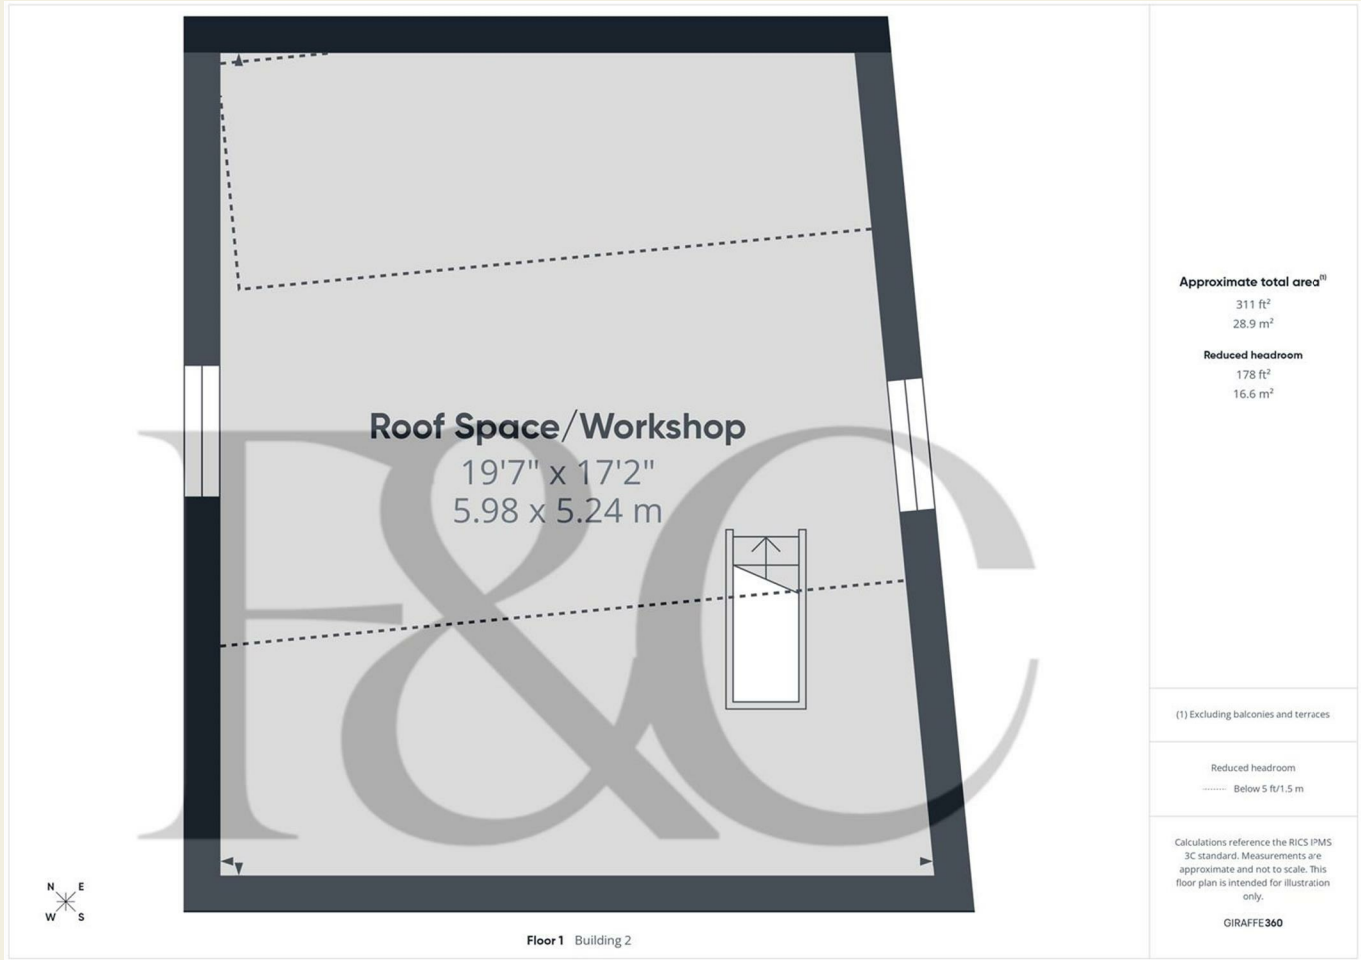 Roof Space/Workshop
19'7" x 17'2"
5.98 x 5.24 m
F&C
N E
W S
Floor 1 Building 2
Approximate total area(1)
311 ft²
28.9 m²
Reduced headroom
178 ft²
16.6 m²
(1) Excluding balconies and terraces
Reduced headroom
Below 5 ft/1.5 m
Calculations reference the RICS IPMS
3C standard. Measurements are
approximate and not to scale. This
floor plan is intended for illustration
only.
GIRAFFE360